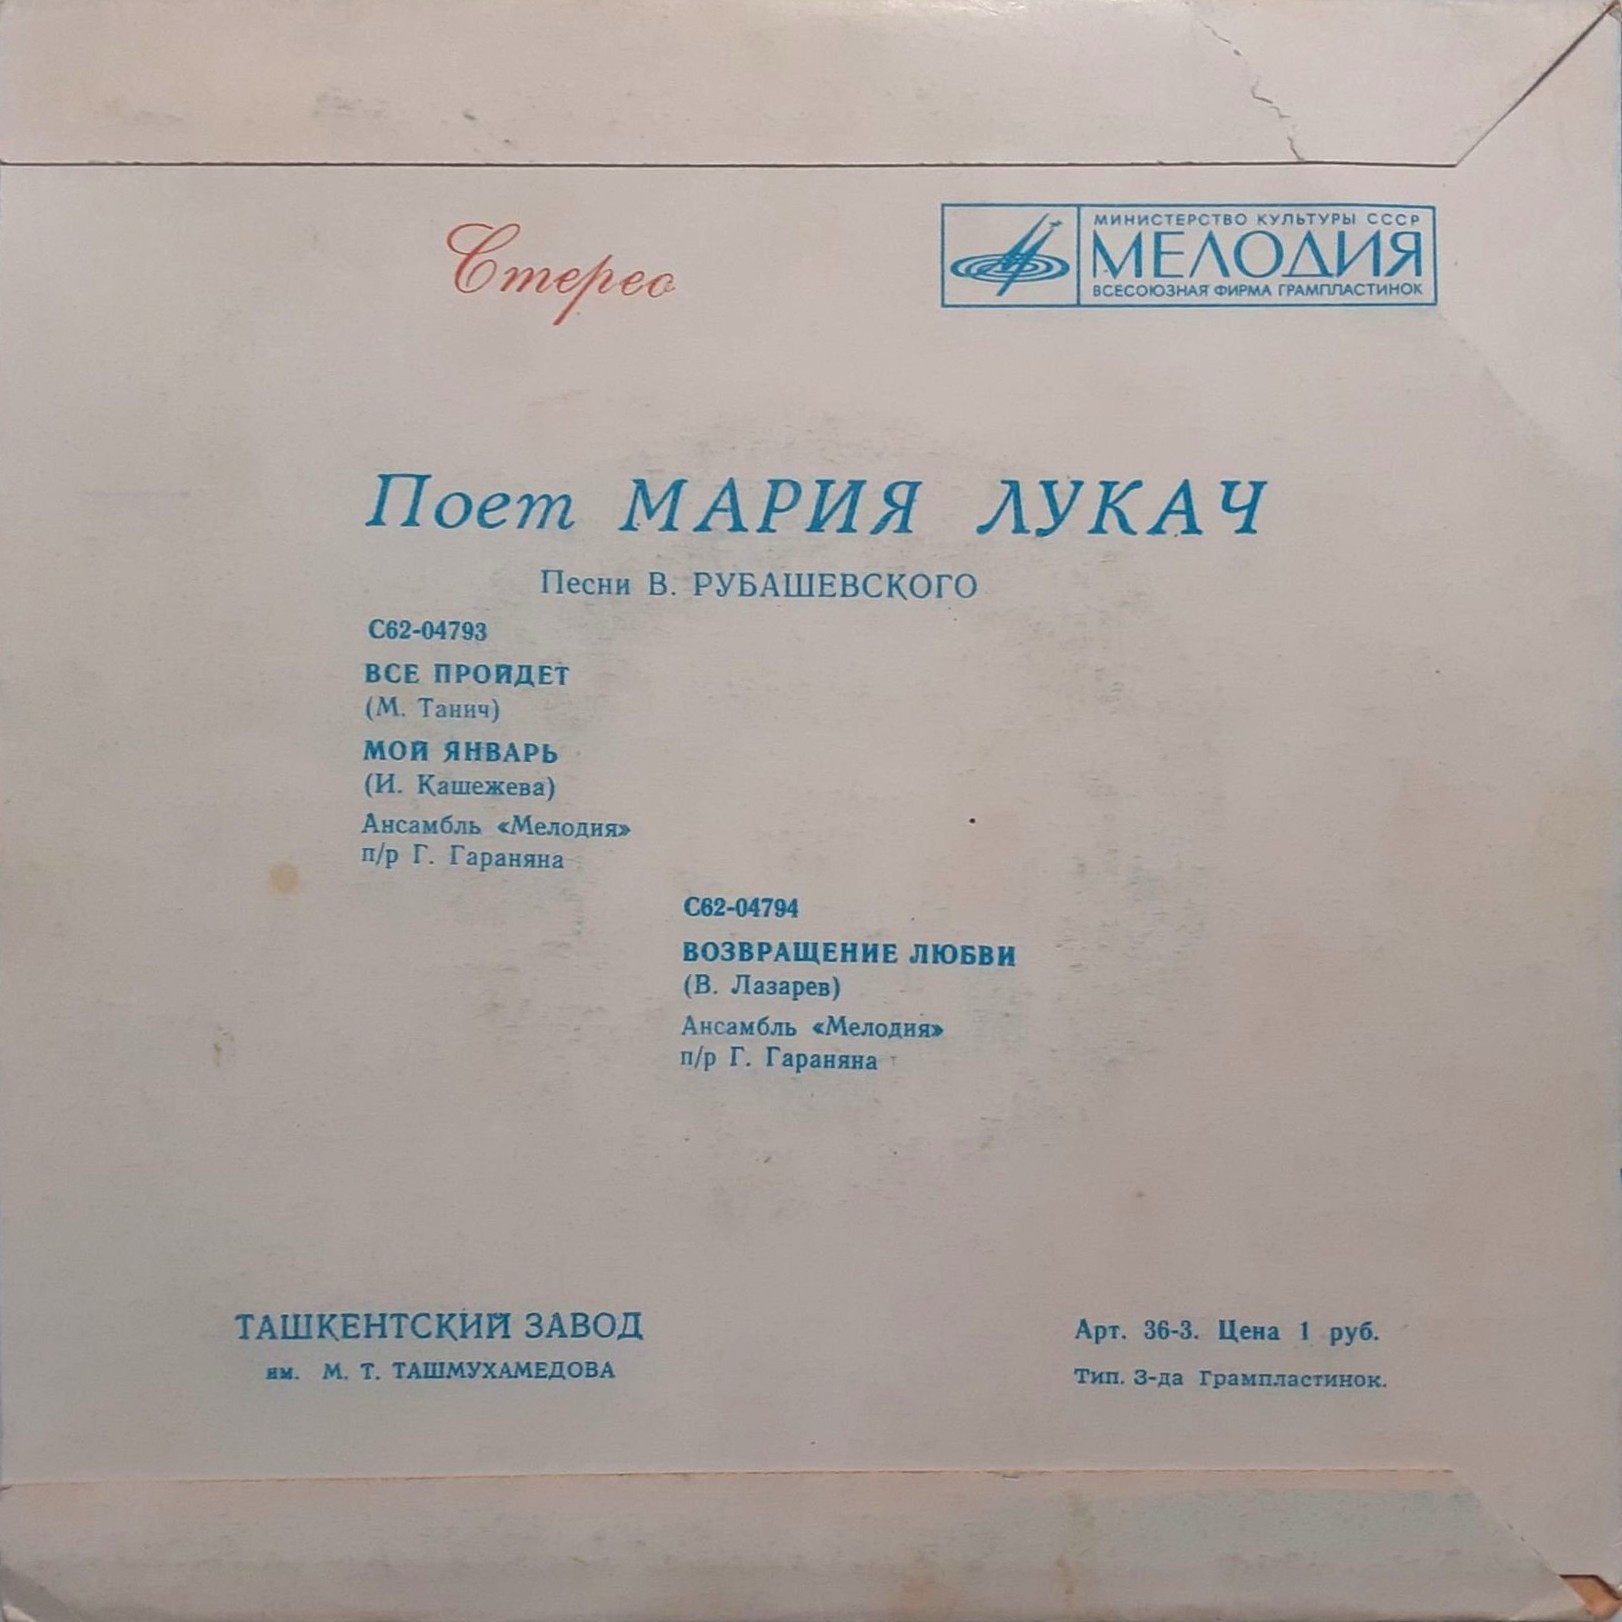 Стерео
МИНИСТЕРСТВО КУЛЬТУРЫ СССР
МЕЛОДИЯ
ВСЕСОЮЗНАЯ ФИРМА ГРАМПЛАСТИНОК
Поет МАРИЯ ЛУКАЧ
Песни В. РУБАШЕВСКОГО
С62-04793
ВСЕ ПРОЙДЕТ
(М. Танич)
МОЙ ЯНВАРЬ
(И. Кашежева)
Ансамбль «Мелодия»
п/р Г. Гараняна
С62-04794
ВОЗВРАЩЕНИЕ ЛЮБВИ
(В. Лазарев)
Ансамбль «Мелодия»
п/р Г. Гараняна
ТАШКЕНТСКИЙ ЗАВОД
им. М. Т. ТАШМУХАМЕДОВА
Арт. 36-3. Цена 1 руб.
Тип. З-да Грампластинок.